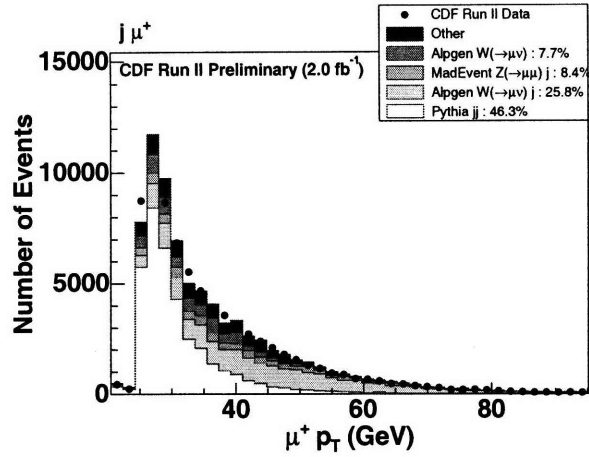 j μ⁺
CDF Run II Data
Other
Alpgen W(→μν) : 7.7%
MadEvent Z(→μμ) j : 8.4%
Alpgen W(→μν) j : 25.8%
Pythia jj : 46.3%
CDF Run II Preliminary (2.0 fb⁻¹)
15000
10000
5000
0
Number of Events
40
60
80
μ⁺ p_T (GeV)